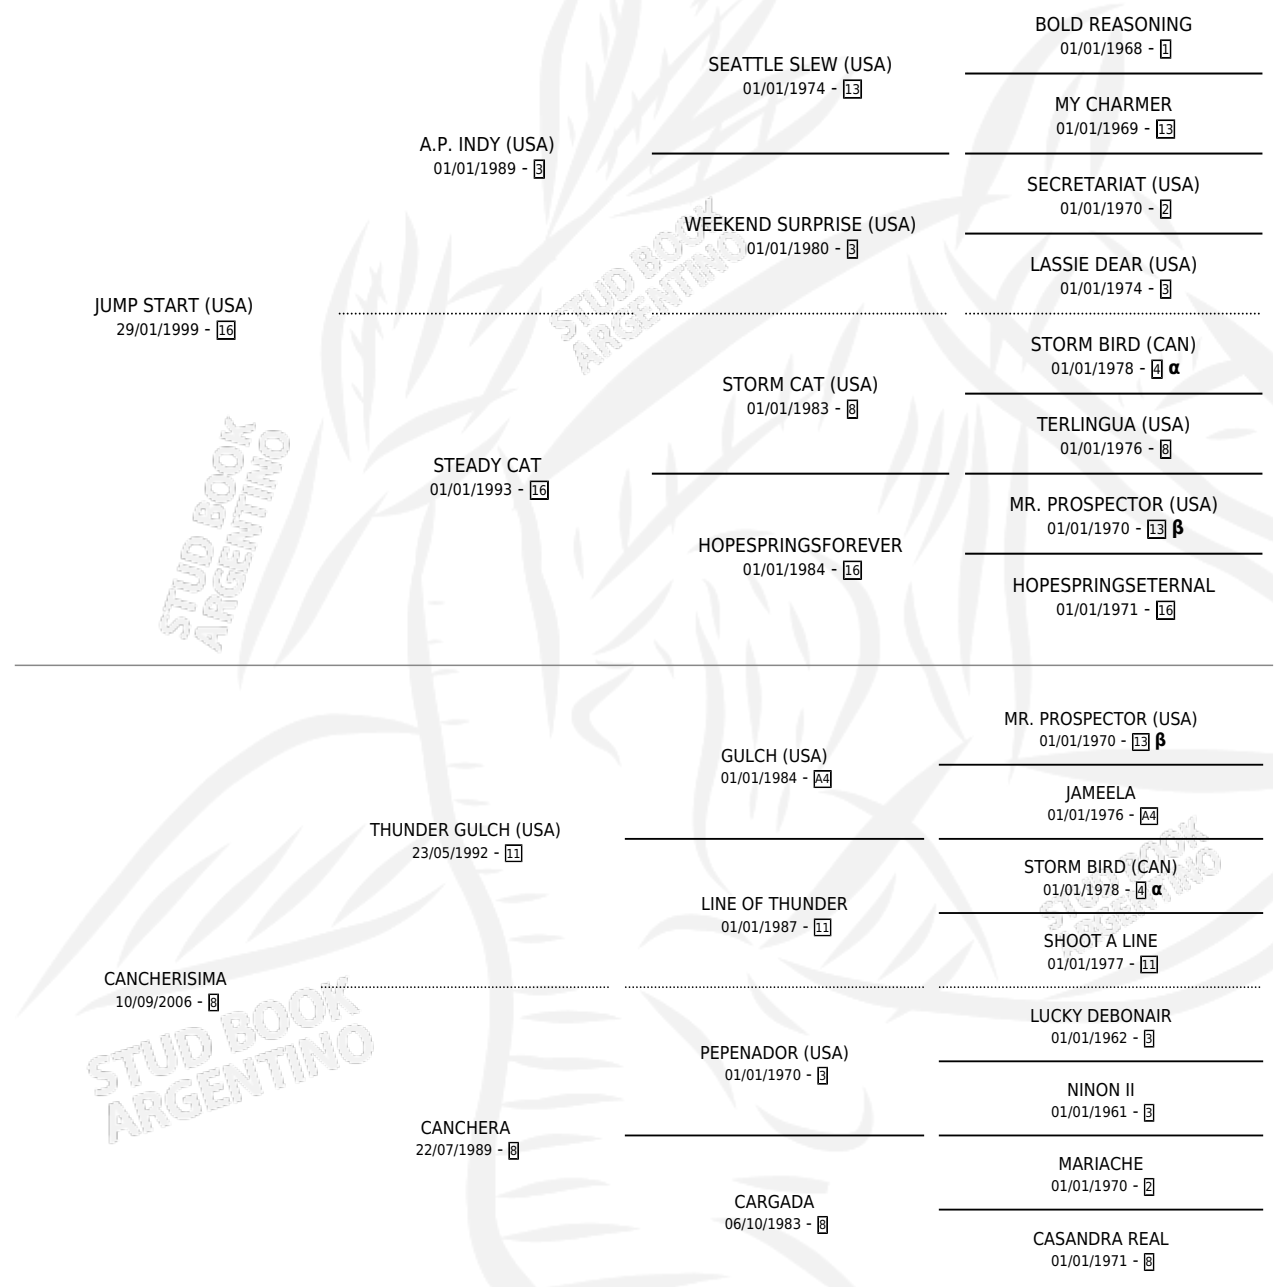 BOLD REASONING
01/01/1968 - 1
SEATTLE SLEW (USA)
01/01/1974 - 13
MY CHARMER
01/01/1969 - 13
A.P. INDY (USA)
01/01/1989 - 3
SECRETARIAT (USA)
01/01/1970 - 2
WEEKEND SURPRISE (USA)
01/01/1980 - 3
LASSIE DEAR (USA)
01/01/1974 - 3
JUMP START (USA)
29/01/1999 - 16
STORM BIRD (CAN)
01/01/1978 - 4 α
STORM CAT (USA)
01/01/1983 - 8
TERLINGUA (USA)
01/01/1976 - 8
STEADY CAT
01/01/1993 - 16
MR. PROSPECTOR (USA)
01/01/1970 - 13 β
HOPESPRINGSFOREVER
01/01/1984 - 16
HOPESPRINGSETERNAL
01/01/1971 - 16
MR. PROSPECTOR (USA)
01/01/1970 - 13 β
GULCH (USA)
01/01/1984 - A4
JAMEELA
01/01/1976 - A4
THUNDER GULCH (USA)
23/05/1992 - 11
STORM BIRD (CAN)
01/01/1978 - 4 α
LINE OF THUNDER
01/01/1987 - 11
SHOOT A LINE
01/01/1977 - 11
CANCHERISIMA
10/09/2006 - 8
LUCKY DEBONAIR
01/01/1962 - 3
PEPENADOR (USA)
01/01/1970 - 3
NINON II
01/01/1961 - 3
CANCHERA
22/07/1989 - 8
MARIACHE
01/01/1970 - 2
CARGADA
06/10/1983 - 8
CASANDRA REAL
01/01/1971 - 8
STUD BOOK
ARGENTINO
STUD BOOK
ARGENTINO
STUD BOOK
ARGENTINO
STUD BOOK
ARGENTINO